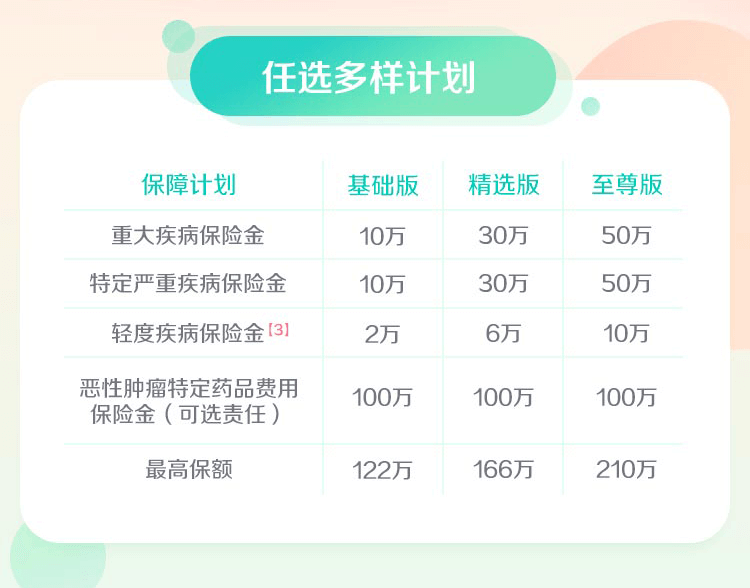 任选多样计划
保障计划 基础版 精选版 至尊版
重大疾病保险金 10万 30万 50万
特定严重疾病保险金 10万 30万 50万
轻度疾病保险金【3】 2万 6万 10万
恶性肿瘤特定药品费用
保险金（可选责任） 100万 100万 100万
最高保额 122万 166万 210万